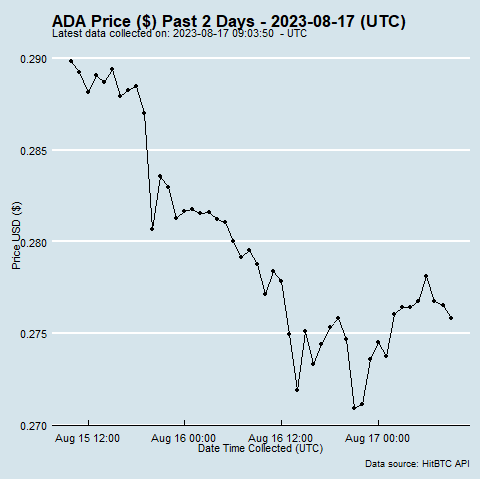 ADA Price ($) Past 2 Days - 2023-08-17 (UTC)
Latest data collected on: 2023-08-17 09:03:50 - UTC
0.290
0.285
0.280
0.275
0.270
Price USD ($)
Aug 15 12:00 Aug 16 00:00 Aug 16 12:00 Aug 17 00:00
Date Time Collected (UTC)
Data source: HitBTC API